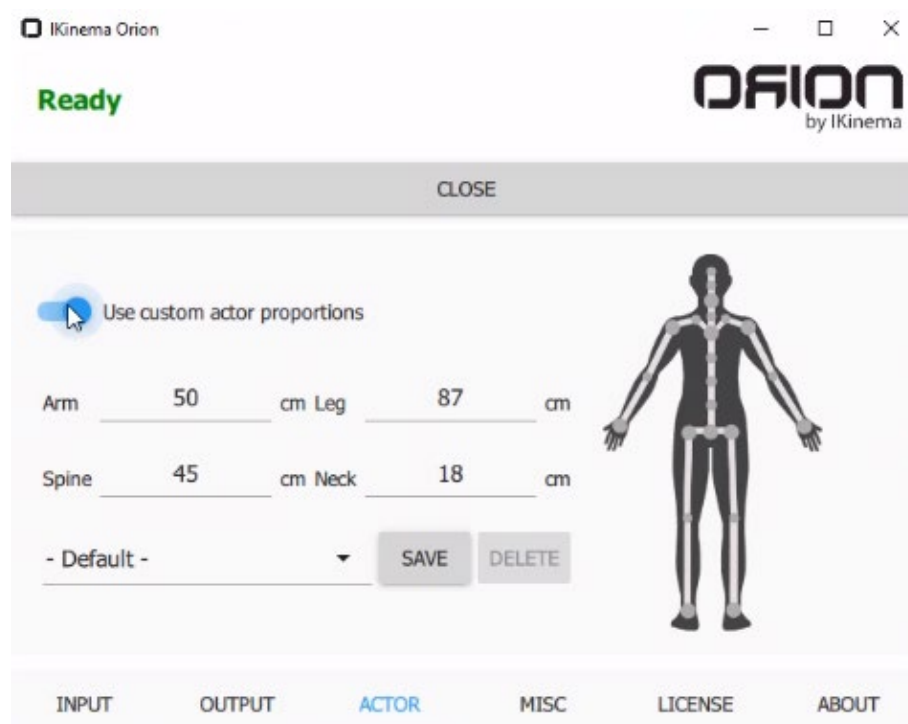 IKinema Orion
Ready
ORION
by IKinema
CLOSE
Use custom actor proportions
Arm 50 cm Leg 87 cm
Spine 45 cm Neck 18 cm
- Default - SAVE DELETE
INPUT OUTPUT ACTOR MISC LICENSE ABOUT